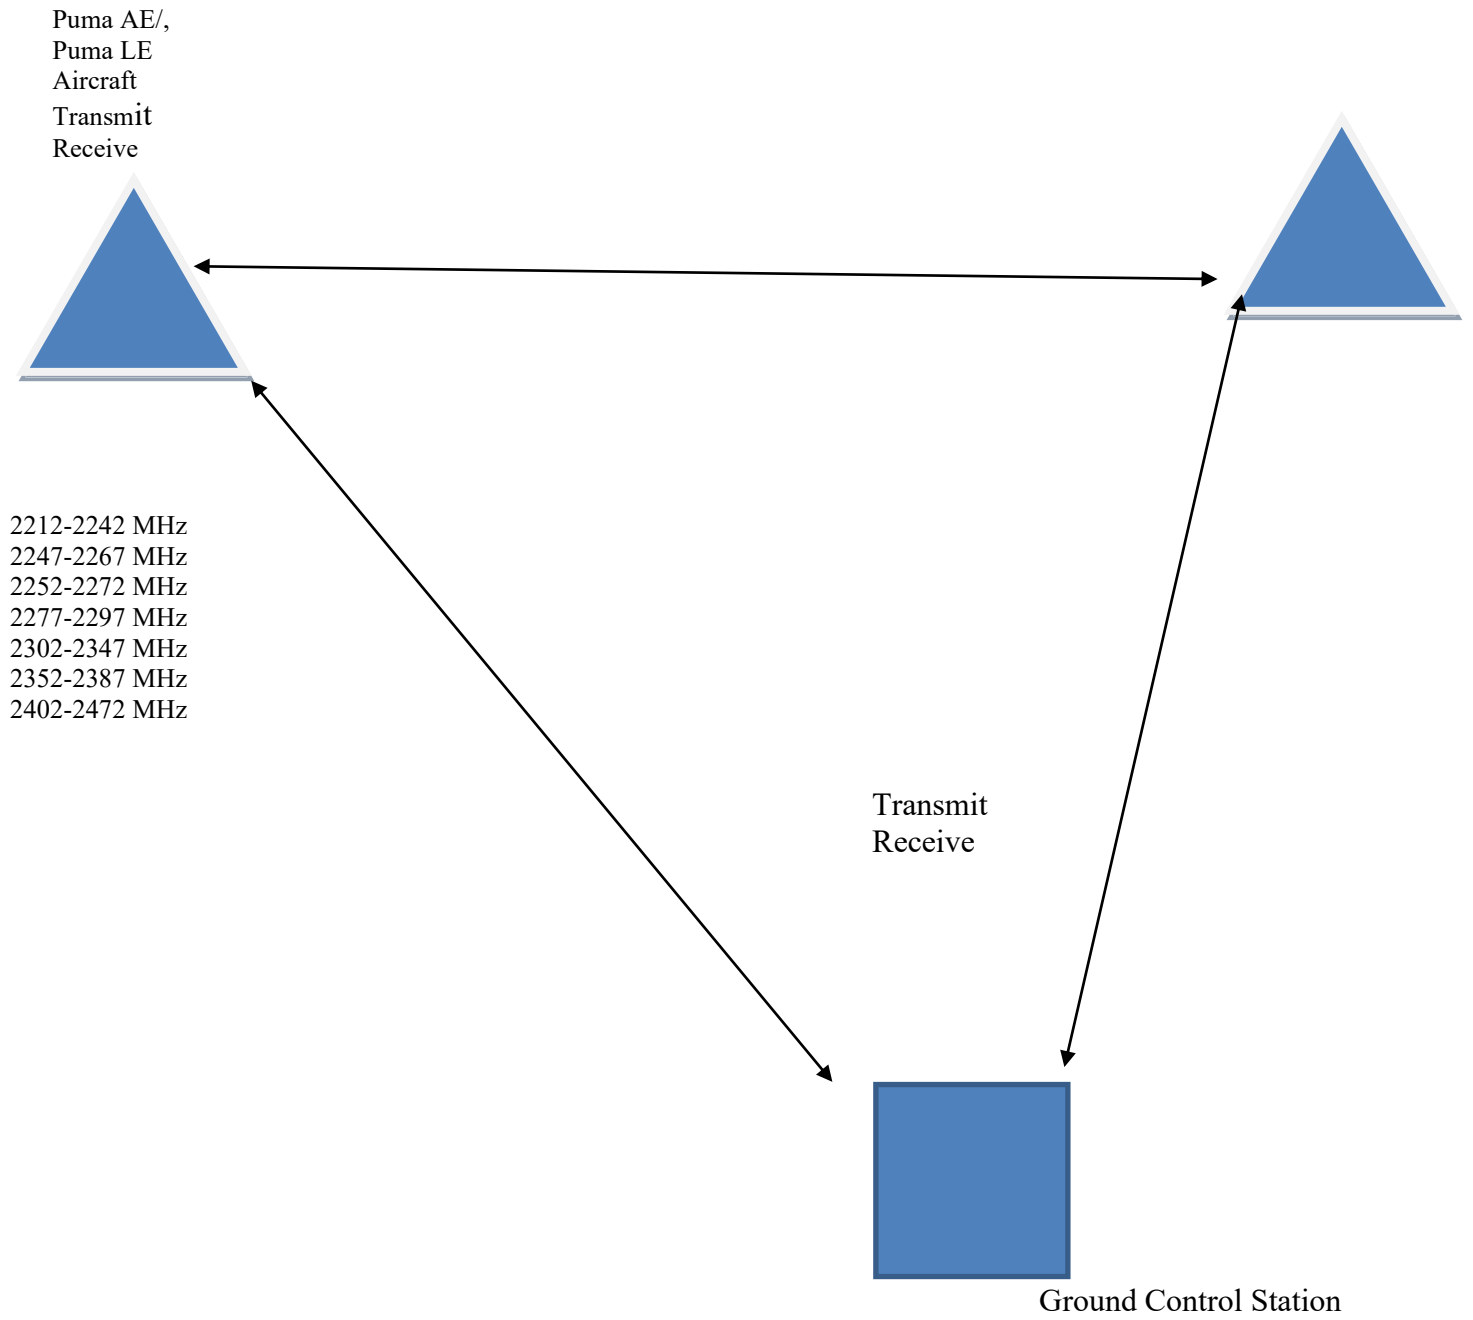 Puma AE/,
Puma LE
Aircraft
Transmit
Receive
2212-2242 MHz
2247-2267 MHz
2252-2272 MHz
2277-2297 MHz
2302-2347 MHz
2352-2387 MHz
2402-2472 MHz
Transmit
Receive
Ground Control Station